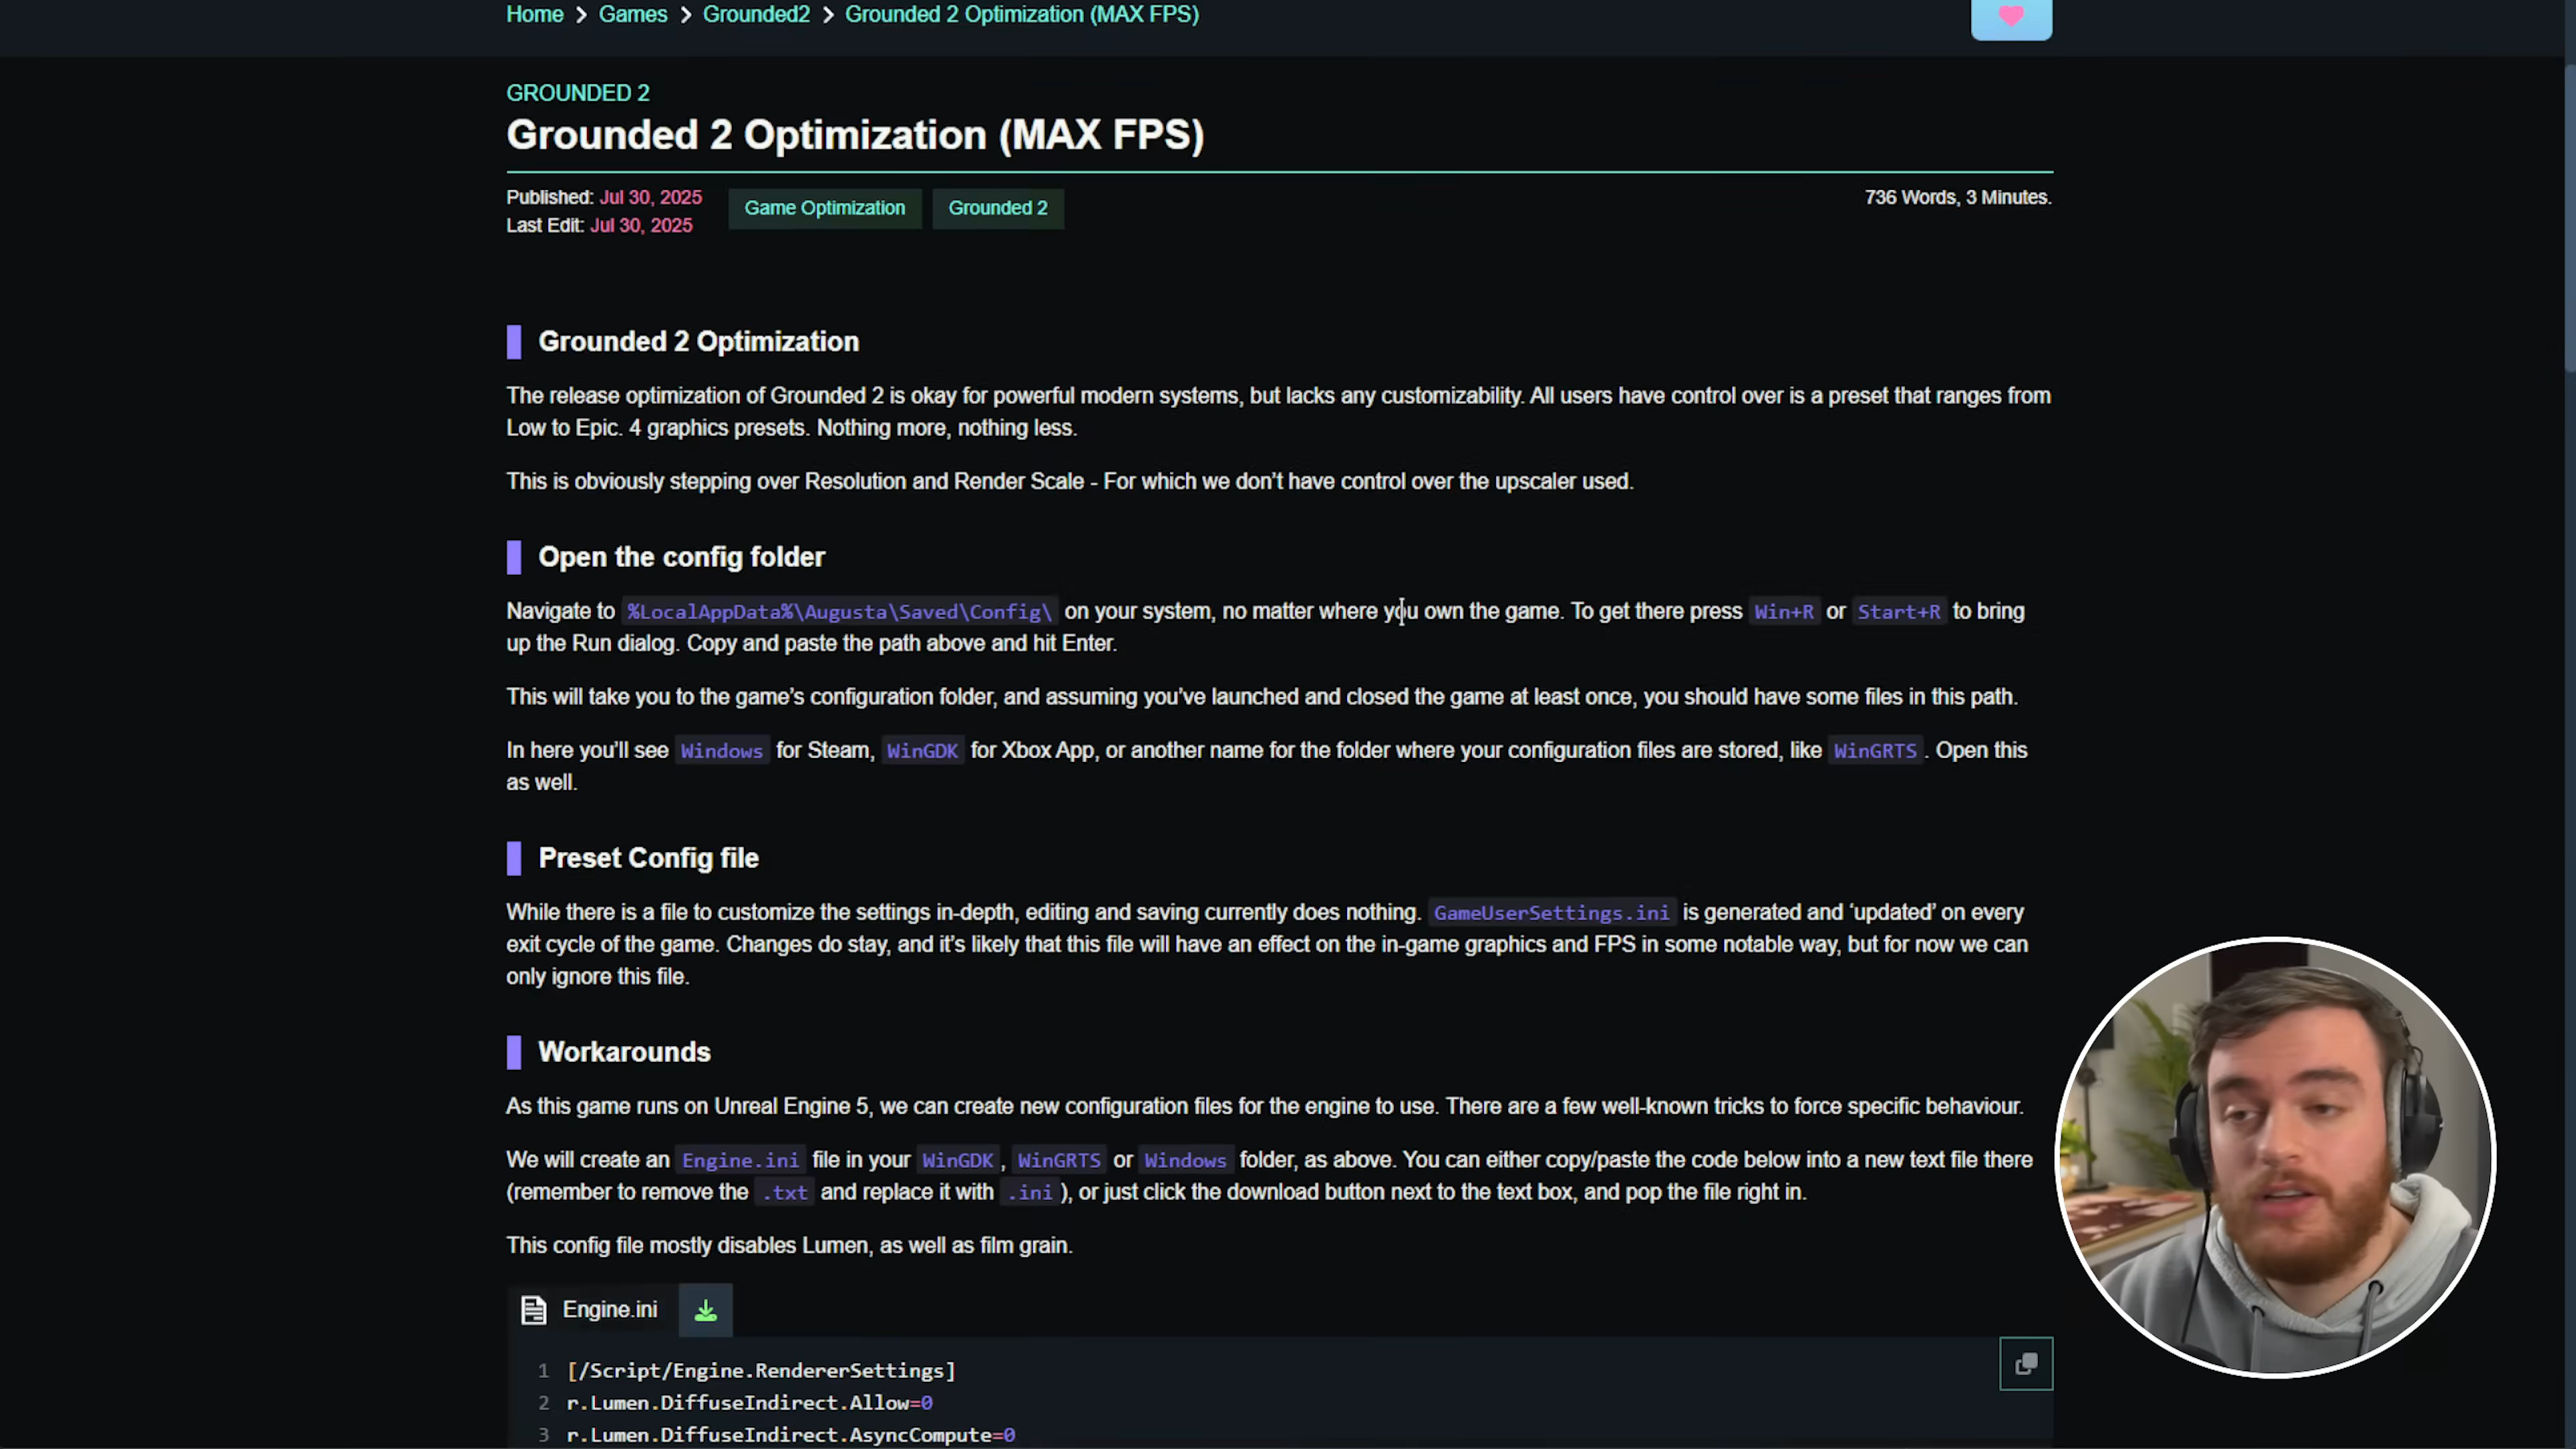 Home > Games > Grounded2 > Grounded 2 Optimization (MAX FPS)
GROUNDED 2
Grounded 2 Optimization (MAX FPS)
Published: Jul 30, 2025
Last Edit: Jul 30, 2025
Game Optimization
Grounded 2
736 Words, 3 Minutes.
Grounded 2 Optimization
The release optimization of Grounded 2 is okay for powerful modern systems, but lacks any customizability. All users have control over is a preset that ranges from
Low to Epic. 4 graphics presets. Nothing more, nothing less.
This is obviously stepping over Resolution and Render Scale - For which we don't have control over the upscaler used.
Open the config folder
Navigate to %LocalAppData%\Augusta\Saved\Config\ on your system, no matter where you own the game. To get there press Win+R or Start+R to bring
up the Run dialog. Copy and paste the path above and hit Enter.
This will take you to the game's configuration folder, and assuming you've launched and closed the game at least once, you should have some files in this path.
In here you'll see Windows for Steam, WinGDK for Xbox App, or another name for the folder where your configuration files are stored, like WinGRTS. Open this
as well.
Preset Config file
While there is a file to customize the settings in-depth, editing and saving currently does nothing. GameUserSettings.ini is generated and ‘updated’ on every
exit cycle of the game. Changes do stay, and it's likely that this file will have an effect on the in-game graphics and FPS in some notable way, but for now we can
only ignore this file.
Workarounds
As this game runs on Unreal Engine 5, we can create new configuration files for the engine to use. There are a few well-known tricks to force specific behaviour.
We will create an Engine.ini file in your WinGDK, WinGRTS or Windows folder, as above. You can either copy/paste the code below into a new text file there
(remember to remove the .txt and replace it with .ini), or just click the download button next to the text box, and pop the file right in.
This config file mostly disables Lumen, as well as film grain.
Engine.ini
1 [/Script/Engine.RendererSettings]
2 r.Lumen.DiffuseIndirect.Allow=0
3 r.Lumen.DiffuseIndirect.AsyncCompute=0